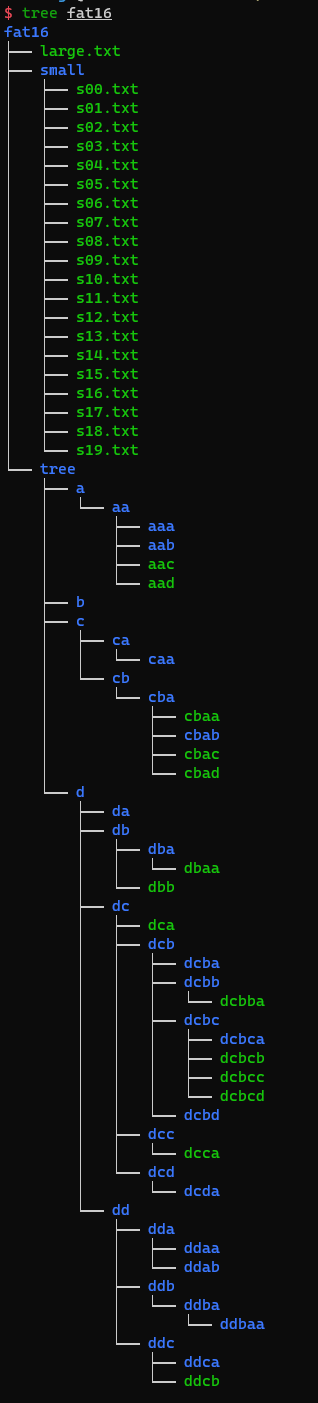 $ tree fat16
fat16
├── large.txt
├── small
│   ├── s00.txt
│   ├── s01.txt
│   ├── s02.txt
│   ├── s03.txt
│   ├── s04.txt
│   ├── s05.txt
│   ├── s06.txt
│   ├── s07.txt
│   ├── s08.txt
│   ├── s09.txt
│   ├── s10.txt
│   ├── s11.txt
│   ├── s12.txt
│   ├── s13.txt
│   ├── s14.txt
│   ├── s15.txt
│   ├── s16.txt
│   ├── s17.txt
│   ├── s18.txt
│   └── s19.txt
└── tree
    ├── a
    │   └── aa
    │       ├── aaa
    │       ├── aab
    │       ├── aac
    │       └── aad
    ├── b
    ├── c
    │   ├── ca
    │   │   └── caa
    │   └── cb
    │       └── cba
    │           ├── cbaa
    │           ├── cbab
    │           ├── cbac
    │           └── cbad
    └── d
        ├── da
        ├── db
        │   ├── dba
        │   │   └── dbaa
        │   └── dbb
        ├── dc
        │   ├── dca
        │   ├── dcb
        │   │   ├── dcba
        │   │   ├── dcbb
        │   │   │   └── dcbba
        │   │   ├── dcbc
        │   │   │   ├── dcbca
        │   │   │   ├── dcbcb
        │   │   │   ├── dcbcc
        │   │   │   └── dcbcd
        │   │   └── dcbd
        │   ├── dcc
        │   │   └── dcca
        │   └── dcd
        │       └── dcda
        └── dd
            ├── dda
            │   ├── ddaa
            │   └── ddab
            ├── ddb
            │   └── ddba
            │       └── ddbaa
            └── ddc
                ├── ddca
                └── ddcb